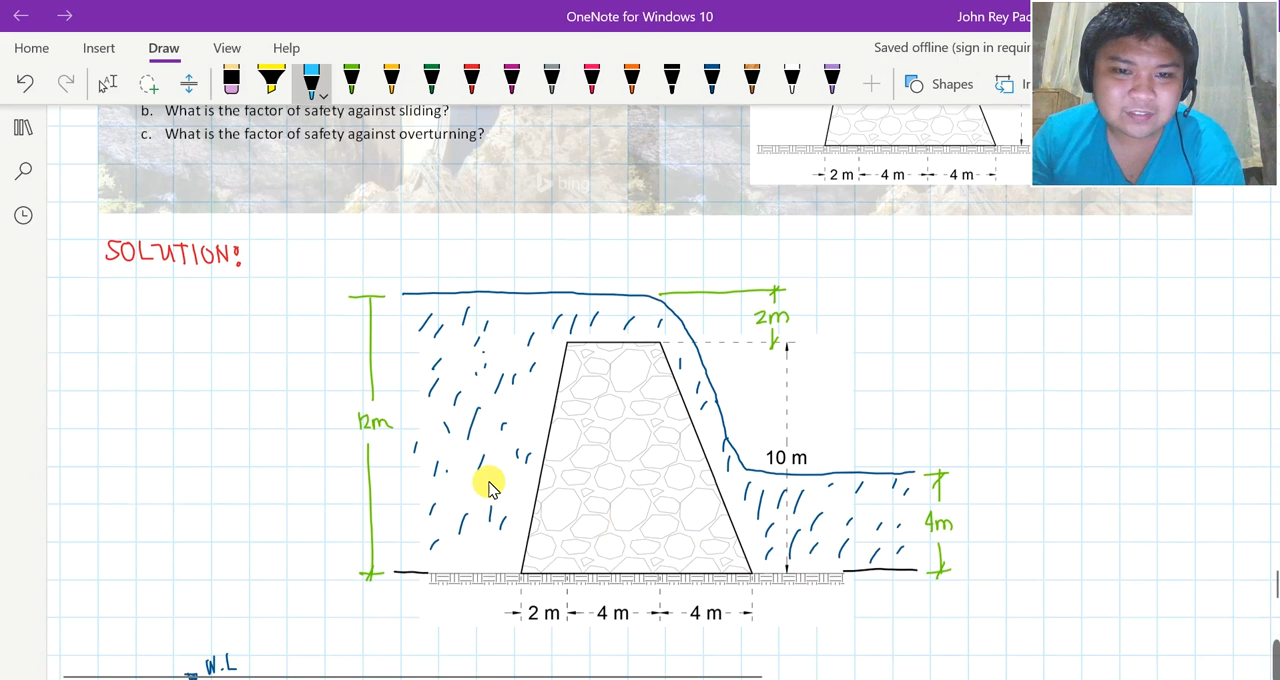 OneNote for Windows 10
John Rey Pac
Home Insert Draw View Help
Saved offline (sign in requir
Shapes
b. What is the factor of safety against sliding?
c. What is the factor of safety against overturning?
bing
2 m 4 m 4 m
SOLUTION:
2m
12m
10 m
4m
2 m 4 m 4 m
W.L